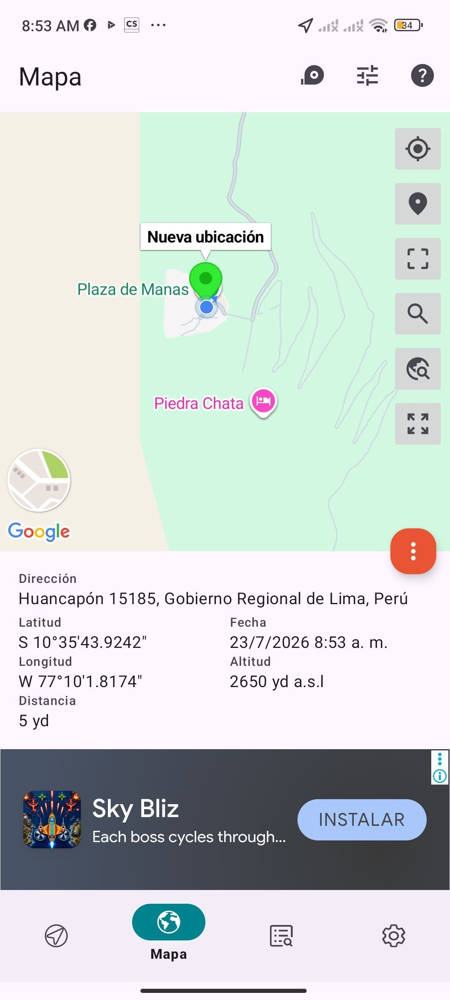 8:53 AM CS ... 34
Mapa
Nueva ubicación
Plaza de Manas
Piedra Chata
Google
Dirección
Huancapón 15185, Gobierno Regional de Lima, Perú
Latitud Fecha
S 10°35'43.9242" 23/7/2026 8:53 a. m.
Longitud Altitud
W 77°10'1.8174" 2650 yd a.s.l
Distancia
5 yd
Sky Bliz
Each boss cycles through...
INSTALAR
Mapa